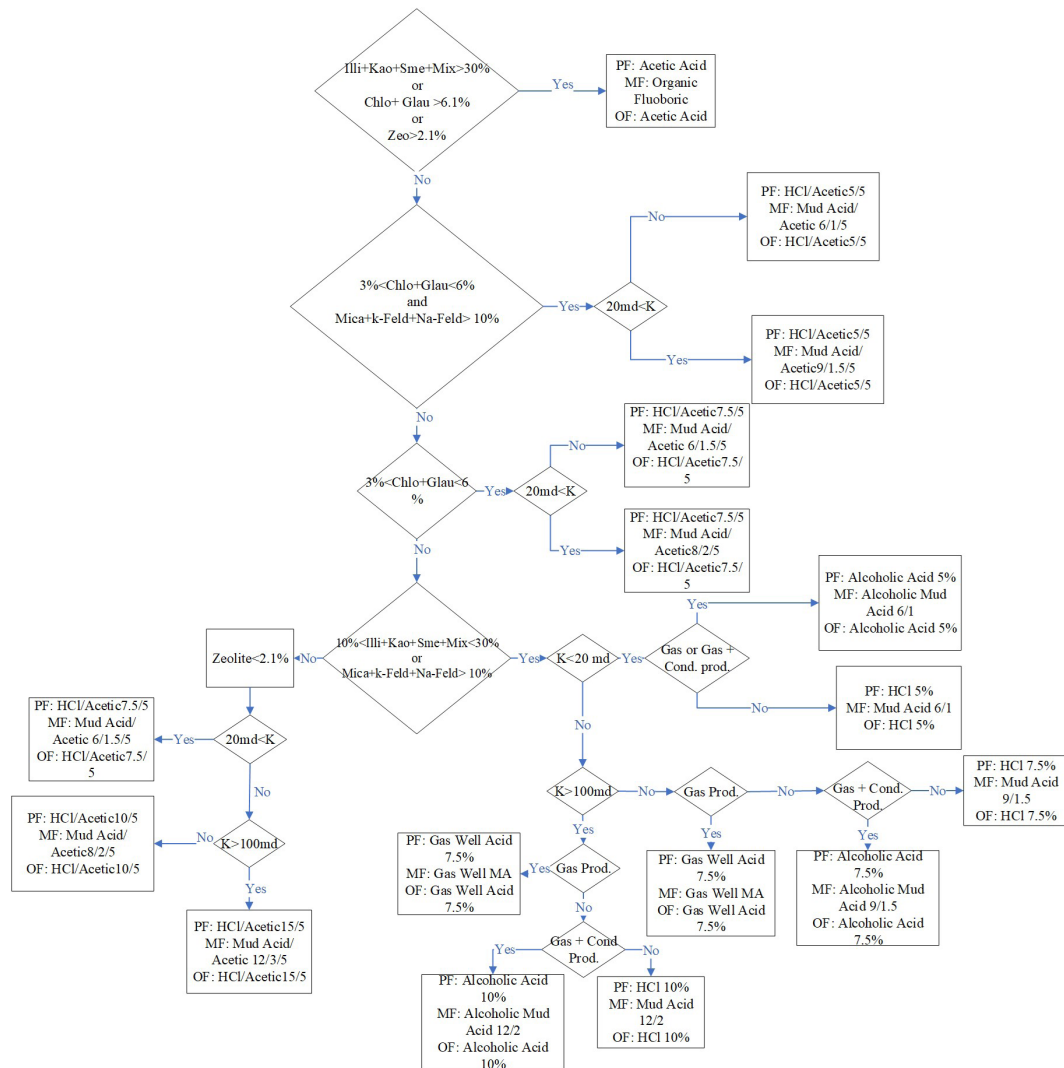 Illi+Kao+Sme+Mix>30%
or
Chlo+ Glau >6.1%
or
Zeo>2.1%
Yes
PF: Acetic Acid
MF: Organic
Fluoboric
OF: Acetic Acid
No
3%<Chlo+Glau<6%
and
Mica+k-Feld+Na-Feld> 10%
Yes
20md<K
No
PF: HCl/Acetic5/5
MF: Mud Acid/
Acetic 6/1/5
OF: HCl/Acetic5/5
Yes
PF: HCl/Acetic5/5
MF: Mud Acid/
Acetic9/1.5/5
OF: HCl/Acetic5/5
No
3%<Chlo+Glau<6
%
Yes
20md<K
No
PF: HCl/Acetic7.5/5
MF: Mud Acid/
Acetic 6/1.5/5
OF: HCl/Acetic7.5/
5
Yes
PF: HCl/Acetic7.5/5
MF: Mud Acid/
Acetic8/2/5
OF: HCl/Acetic7.5/
5
No
10%<Illi+Kao+Sme+Mix<30%
or
Mica+k-Feld+Na-Feld> 10%
Yes
K<20 md
Yes
Gas or Gas +
Cond. prod.
Yes
PF: Alcoholic Acid 5%
MF: Alcoholic Mud
Acid 6/1
OF: Alcoholic Acid 5%
No
PF: HCl 5%
MF: Mud Acid 6/1
OF: HCl 5%
No
Zeolite<2.1%
20md<K
Yes
PF: HCl/Acetic7.5/5
MF: Mud Acid/
Acetic 6/1.5/5
OF: HCl/Acetic7.5/
5
No
K>100md
No
PF: HCl/Acetic10/5
MF: Mud Acid/
Acetic8/2/5
OF: HCl/Acetic10/5
Yes
PF: HCl/Acetic15/5
MF: Mud Acid/
Acetic 12/3/5
OF: HCl/Acetic15/5
No
K>100md
No
Gas Prod.
No
Gas + Cond.
Prod.
No
PF: HCl 7.5%
MF: Mud Acid
9/1.5
OF: HCl 7.5%
Yes
PF: Alcoholic Acid
7.5%
MF: Alcoholic Mud
Acid 9/1.5
OF: Alcoholic Acid
7.5%
Yes
PF: Gas Well Acid
7.5%
MF: Gas Well MA
OF: Gas Well Acid
7.5%
Yes
Gas Prod.
Yes
PF: Gas Well Acid
7.5%
MF: Gas Well MA
OF: Gas Well Acid
7.5%
No
Gas + Cond
Prod.
Yes
PF: Alcoholic Acid
10%
MF: Alcoholic Mud
Acid 12/2
OF: Alcoholic Acid
10%
No
PF: HCl 10%
MF: Mud Acid
12/2
OF: HCl 10%